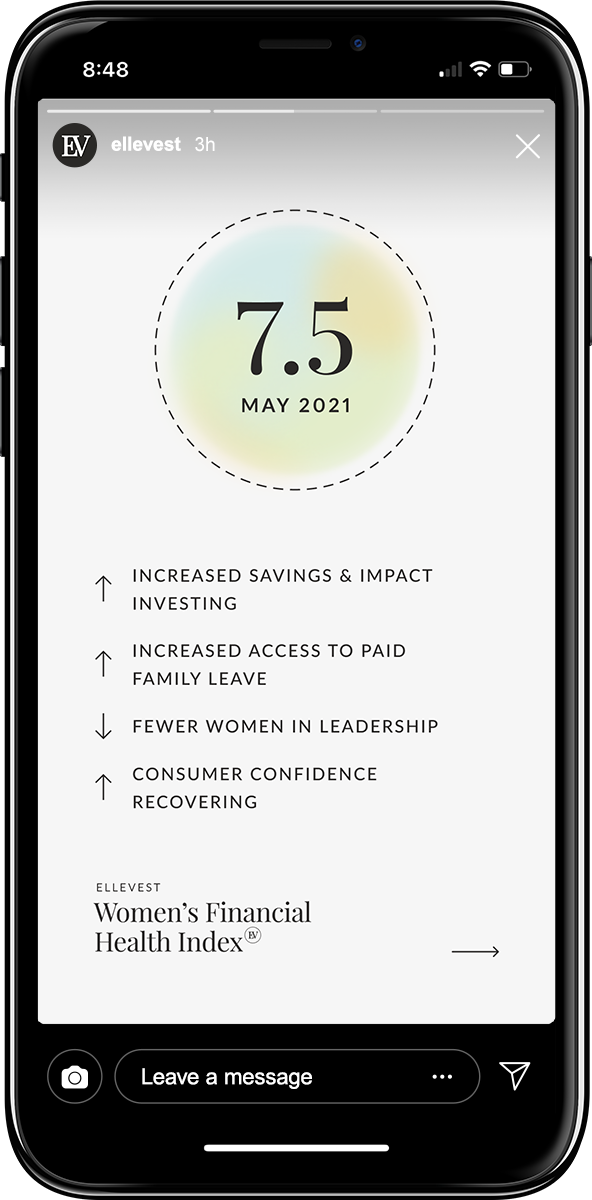 8:48
EV ellevest 3h
7.5
MAY 2021
INCREASED SAVINGS & IMPACT
INVESTING
INCREASED ACCESS TO PAID
FAMILY LEAVE
FEWER WOMEN IN LEADERSHIP
CONSUMER CONFIDENCE
RECOVERING
ELLEVEST
Women’s Financial
Health Index EV
Leave a message